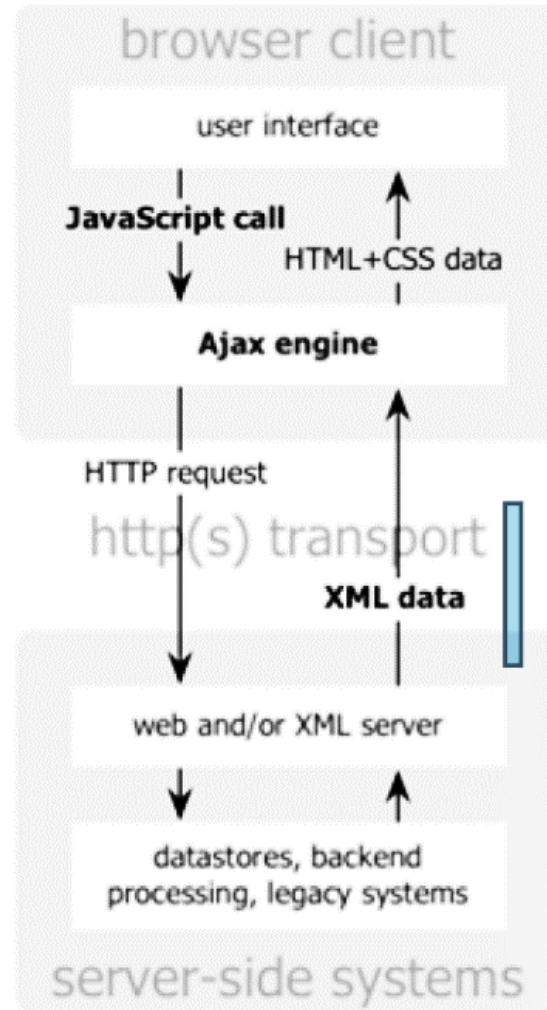 browser client
user interface
JavaScript call
HTML+CSS data
Ajax engine
HTTP request
http(s) transport
XML data
web and/or XML server
datastores, backend
processing, legacy systems
server-side systems